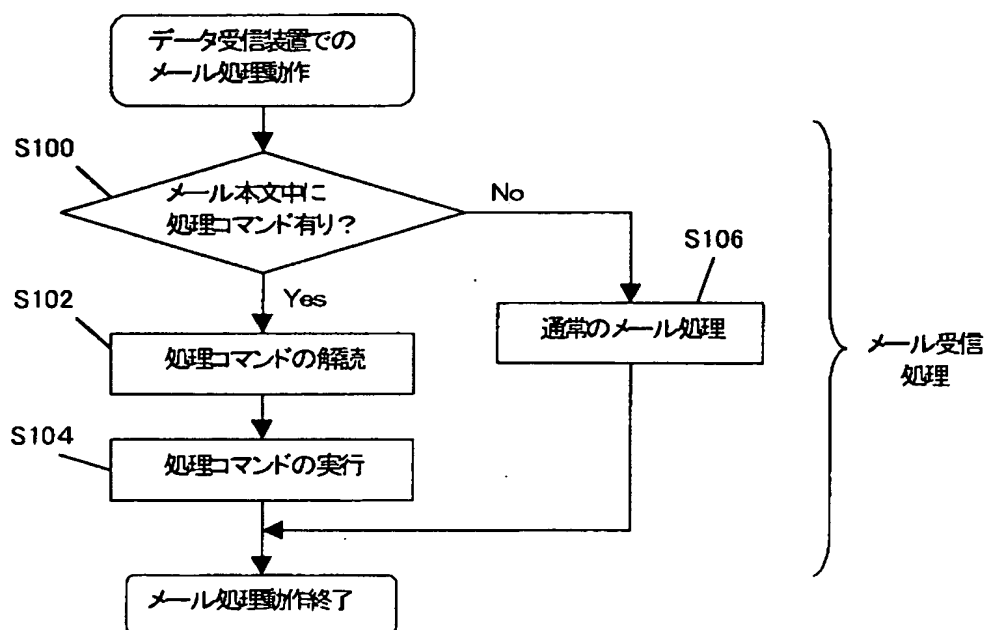 データ受信装置での
メール処理動作
S100
メール本文中に
処理コマンド有り?
No
S106
通常のメール処理
Yes
S102
処理コマンドの解読
S104
処理コマンドの実行
メール受信
処理
メール処理動作終了